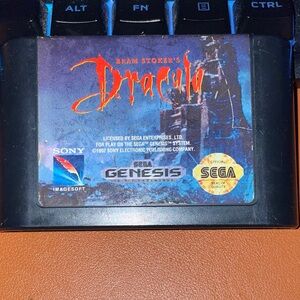 ALT FN CTRL
BRAM STOKER'S
Dracula
LICENSED BY SEGA ENTERPRISES, LTD.
FOR PLAY ON THE SEGA™ GENESIS™ SYSTEM.
SONY ELECTRONIC PUBLISHING COMPANY.
SONY
IMAGESOFT
SEGA
GENESIS
SEGA